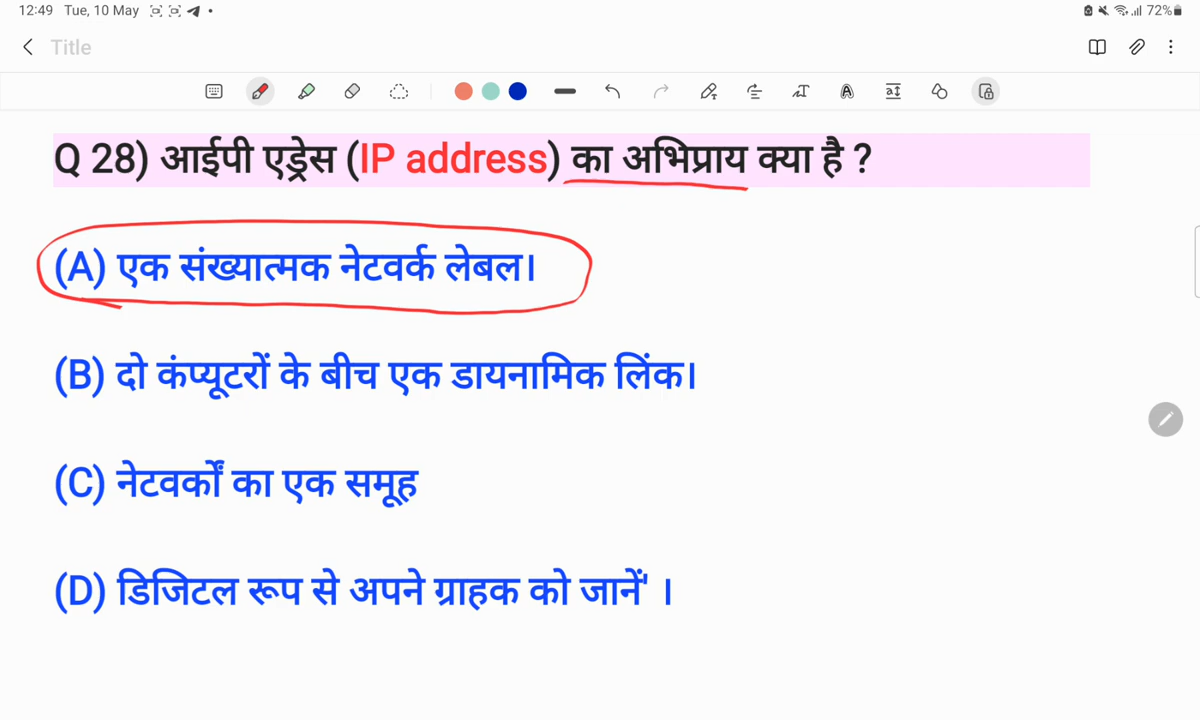 12:49 Tue, 10 May
72%
Title
Q 28) आईपी एड्रेस (IP address) का अभिप्राय क्या है ?
(A) एक संख्यात्मक नेटवर्क लेबल।
(B) दो कंप्यूटरों के बीच एक डायनामिक लिंक।
(C) नेटवर्कों का एक समूह
(D) डिजिटल रूप से अपने ग्राहक को जानें' ।